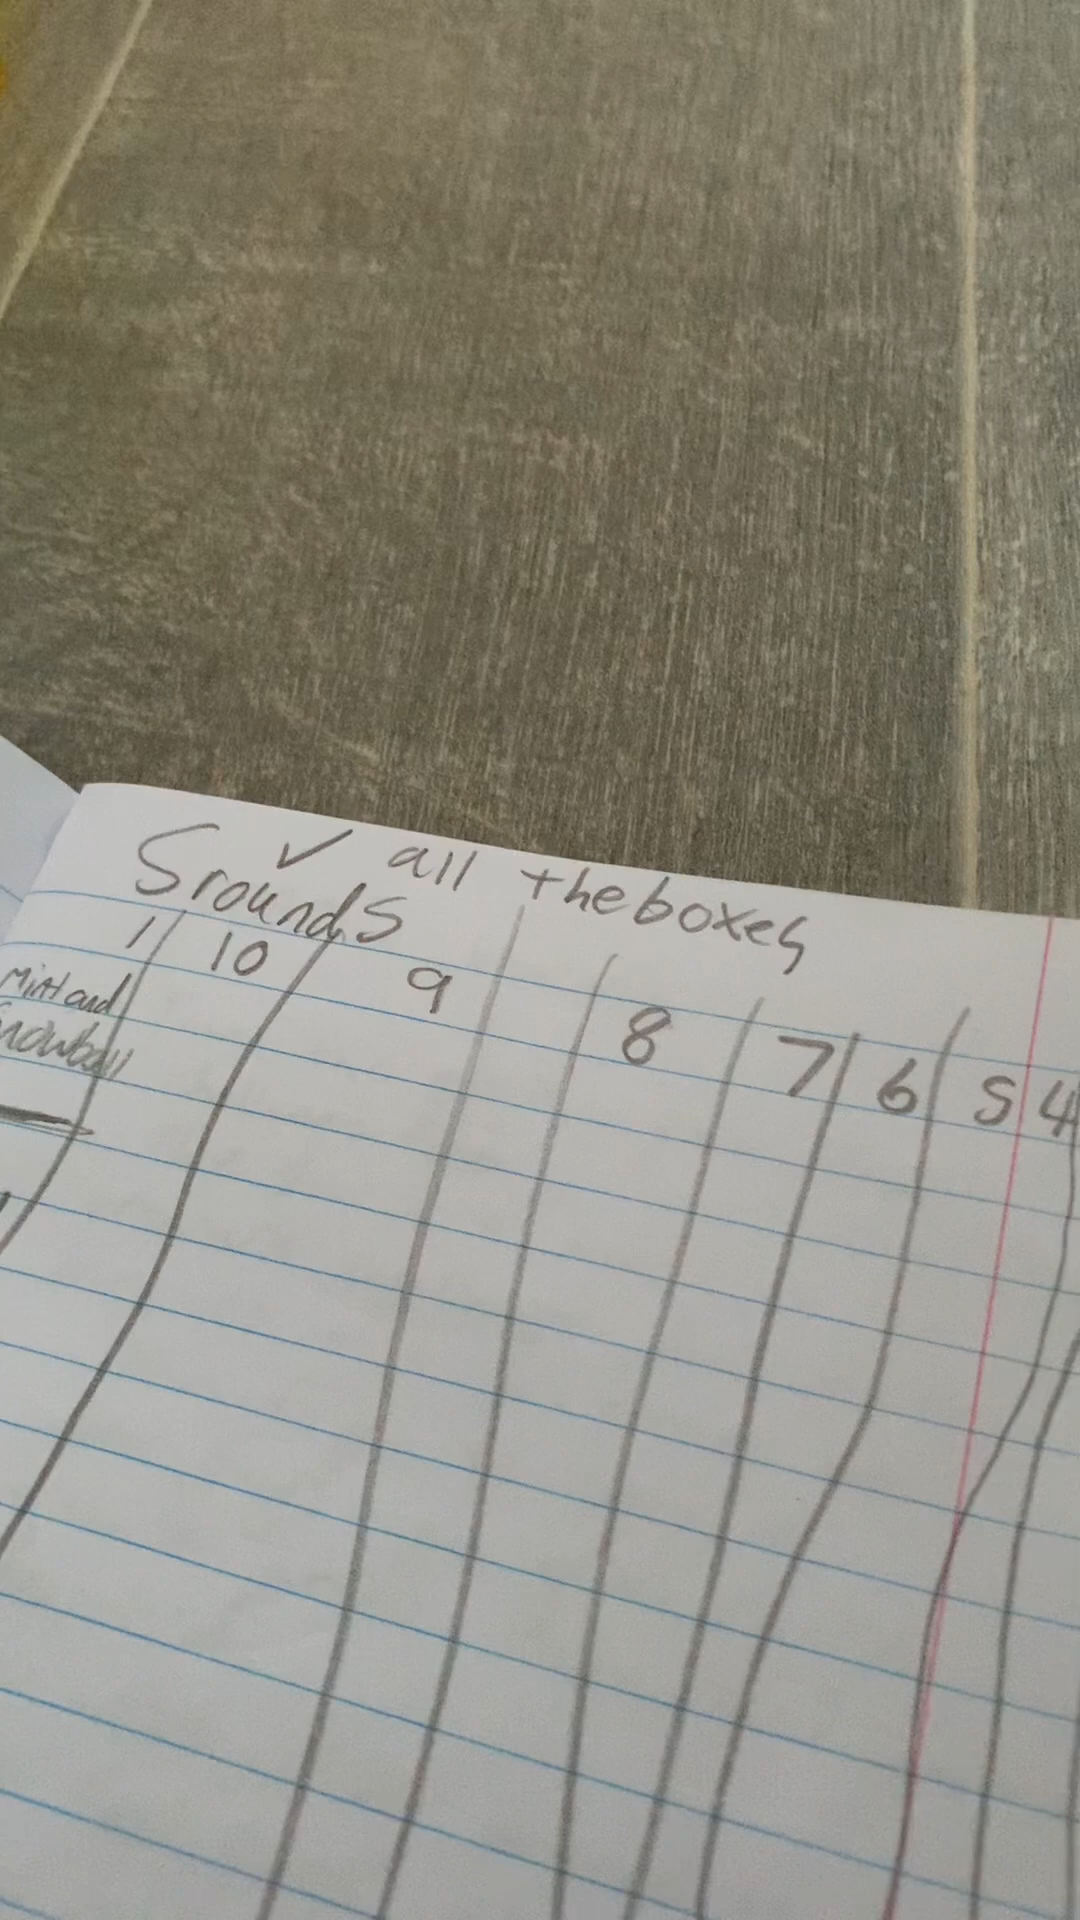 ✓ all the boxes
5 rounds
1 10 9 8 7 6 5 4
Mint and
Snowball